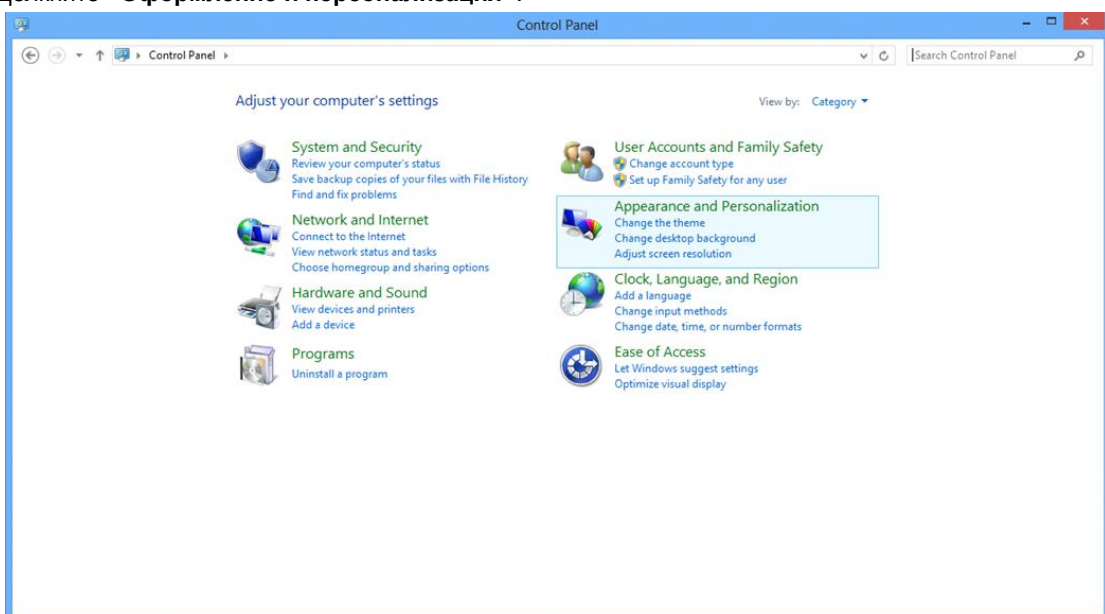 "Оформление и персонализация".
Control Panel
Control Panel
Search Control Panel
Adjust your computer's settings
View by: Category
System and Security
Review your computer's status
Save backup copies of your files with File History
Find and fix problems
Network and Internet
Connect to the Internet
View network status and tasks
Choose homegroup and sharing options
Hardware and Sound
View devices and printers
Add a device
Programs
Uninstall a program
User Accounts and Family Safety
Change account type
Set up Family Safety for any user
Appearance and Personalization
Change the theme
Change desktop background
Adjust screen resolution
Clock, Language, and Region
Add a language
Change input methods
Change date, time, or number formats
Ease of Access
Let Windows suggest settings
Optimize visual display